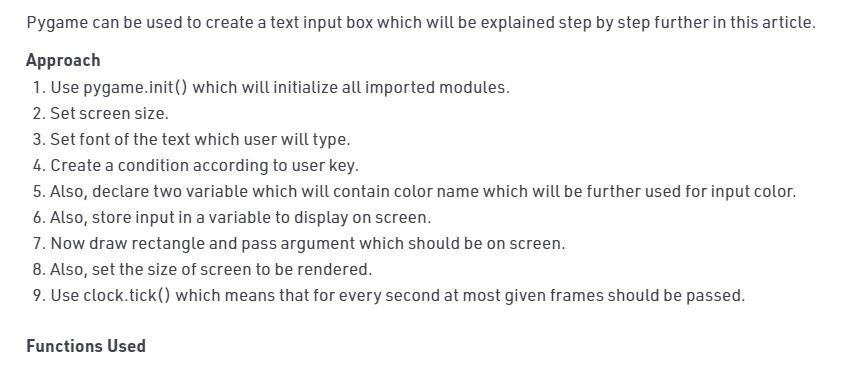 Pygame can be used to create a text input box which will be explained step by step further in this article.
Approach
1. Use pygame.init() which will initialize all imported modules.
2. Set screen size.
3. Set font of the text which user will type.
4. Create a condition according to user key.
5. Also, declare two variable which will contain color name which will be further used for input color.
6. Also, store input in a variable to display on screen.
7. Now draw rectangle and pass argument which should be on screen.
8. Also, set the size of screen to be rendered.
9. Use clock.tick() which means that for every second at most given frames should be passed.
Functions Used